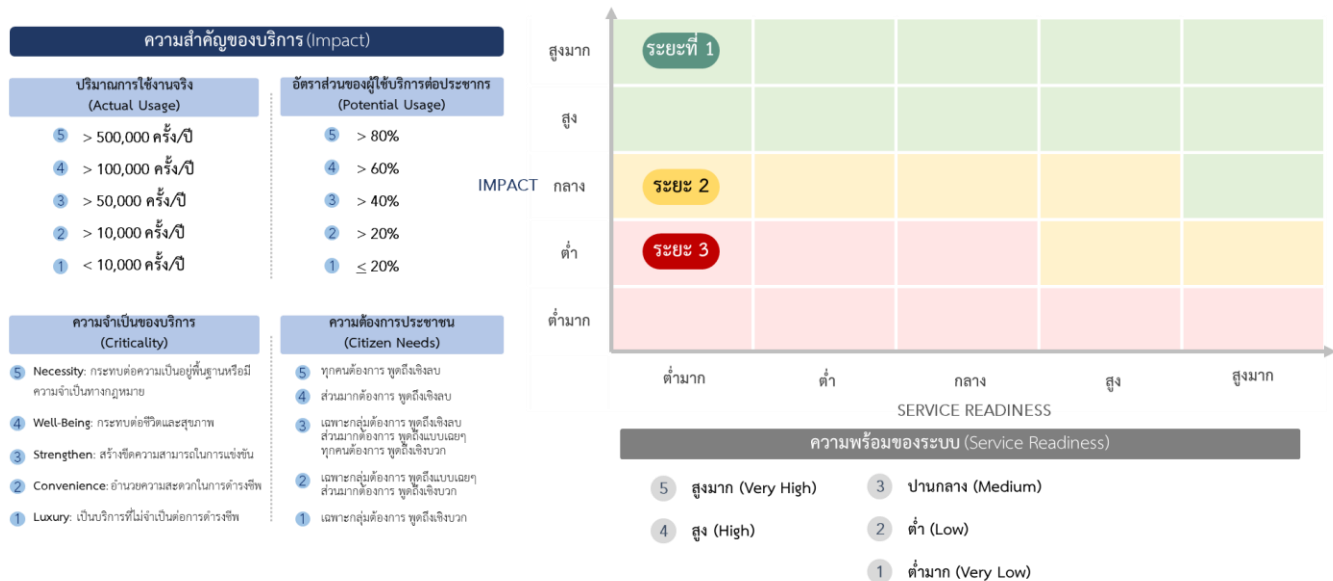 ความสำคัญของบริการ (Impact)
ปริมาณการใช้งานจริง
(Actual Usage)
5 > 500,000 ครั้ง/ปี
4 > 100,000 ครั้ง/ปี
3 > 50,000 ครั้ง/ปี
2 > 10,000 ครั้ง/ปี
1 < 10,000 ครั้ง/ปี
อัตราส่วนของผู้ใช้บริการต่อประชากร
(Potential Usage)
5 > 80%
4 > 60%
3 > 40%
2 > 20%
1 ≤ 20%
ความจำเป็นของบริการ
(Criticality)
5 Necessity: กระทบต่อความเป็นอยู่พื้นฐานหรือมี
ความจำเป็นทางกฎหมาย
4 Well-Being: กระทบต่อชีวิตและสุขภาพ
3 Strengthen: สร้างขีดความสามารถในการแข่งขัน
2 Convenience: อำนวยความสะดวกในการดำรงชีพ
1 Luxury: เป็นบริการที่ไม่จำเป็นต่อการดำรงชีพ
ความต้องการประชาชน
(Citizen Needs)
5 ทุกคนต้องการ พูดถึงเชิงลบ
4 ส่วนมากต้องการ พูดถึงเชิงลบ
3 เฉพาะกลุ่มต้องการ พูดถึงเชิงลบ
ส่วนมากต้องการ พูดถึงแบบเฉยๆ
ทุกคนต้องการ พูดถึงเชิงบวก
2 เฉพาะกลุ่มต้องการ พูดถึงแบบเฉยๆ
ส่วนมากต้องการ พูดถึงเชิงบวก
1 เฉพาะกลุ่มต้องการ พูดถึงเชิงบวก
IMPACT
สูงมาก
สูง
กลาง
ต่ำ
ต่ำมาก
ระยะที่ 1
ระยะ 2
ระยะ 3
ต่ำมาก
ต่ำ
กลาง
สูง
สูงมาก
SERVICE READINESS
ความพร้อมของระบบ (Service Readiness)
5 สูงมาก (Very High)
4 สูง (High)
3 ปานกลาง (Medium)
2 ต่ำ (Low)
1 ต่ำมาก (Very Low)